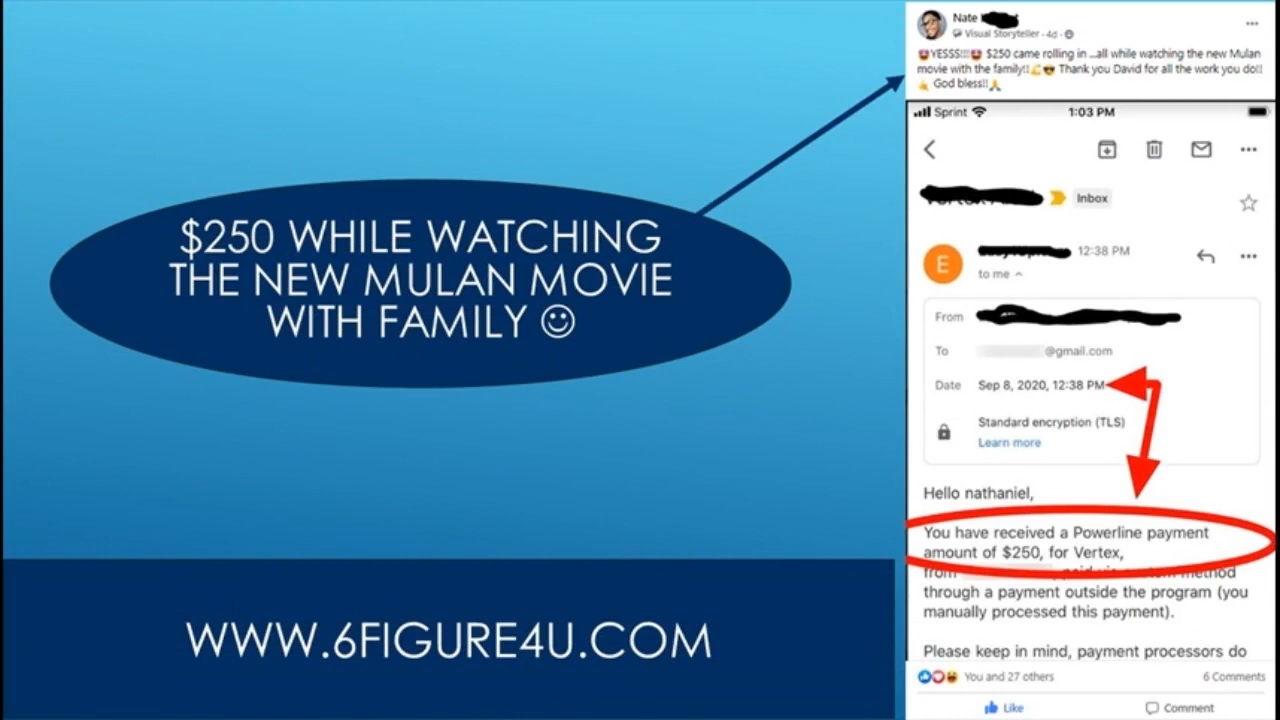 $250 WHILE WATCHING
THE NEW MULAN MOVIE
WITH FAMILY ☺
WWW.6FIGURE4U.COM
Nate
Visual Storyteller · 4d ·
😍YESSS!!!😍 $250 came rolling in ...all while watching the new Mulan
movie with the family!!💪😎 Thank you David for all the work you do!!
🤙 God bless!!🙏
Sprint 1:03 PM
Inbox
E
12:38 PM
to me
From
To @gmail.com
Date Sep 8, 2020, 12:38 PM
Standard encryption (TLS)
Learn more
Hello nathaniel,
You have received a Powerline payment
amount of $250, for Vertex,
from paid via custom method
through a payment outside the program (you
manually processed this payment).
Please keep in mind, payment processors do
You and 27 others 6 Comments
Like Comment